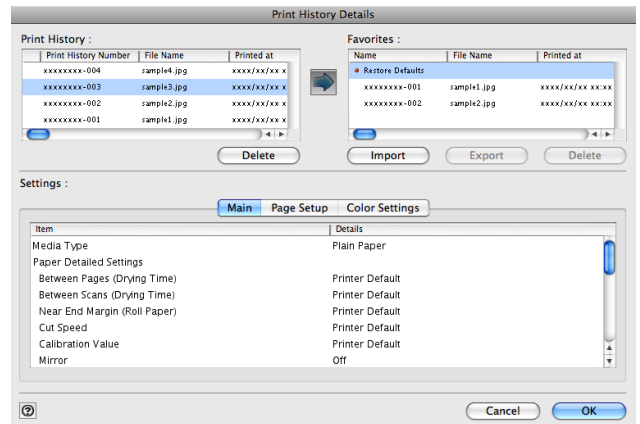 Print History Details
Print History : Favorites :
Print History Number File Name Printed at Name File Name Printed at
xxxxxxxx-004 sample4.jpg xxxx/xx/xx x Restore Defaults
xxxxxxxx-003 sample3.jpg xxxx/xx/xx x xxxxxxxx-001 sample1.jpg xxxx/xx/xx xx:xx
xxxxxxxx-002 sample2.jpg xxxx/xx/xx x xxxxxxxx-002 sample2.jpg xxxx/xx/xx xx:xx
xxxxxxxx-001 sample1.jpg xxxx/xx/xx x
Delete Import Export Delete
Settings :
Main Page Setup Color Settings
Item Details
Media Type Plain Paper
Paper Detailed Settings
Between Pages (Drying Time) Printer Default
Between Scans (Drying Time) Printer Default
Near End Margin (Roll Paper) Printer Default
Cut Speed Printer Default
Calibration Value Printer Default
Mirror Off
? Cancel OK